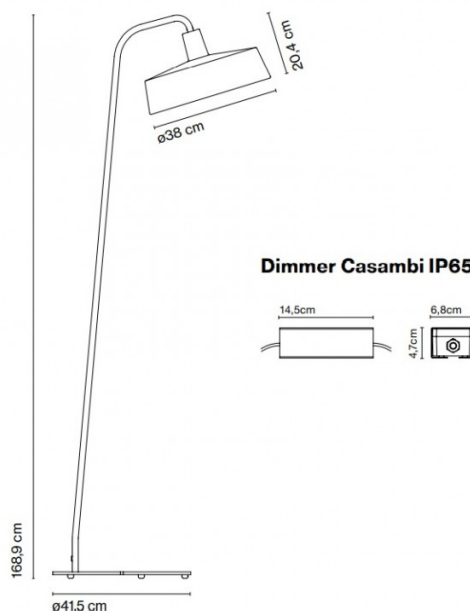 20,4 cm
ø38 cm
Dimmer Casambi IP65
14,5cm
6,8cm
4,7cm
168,9 cm
ø41,5 cm